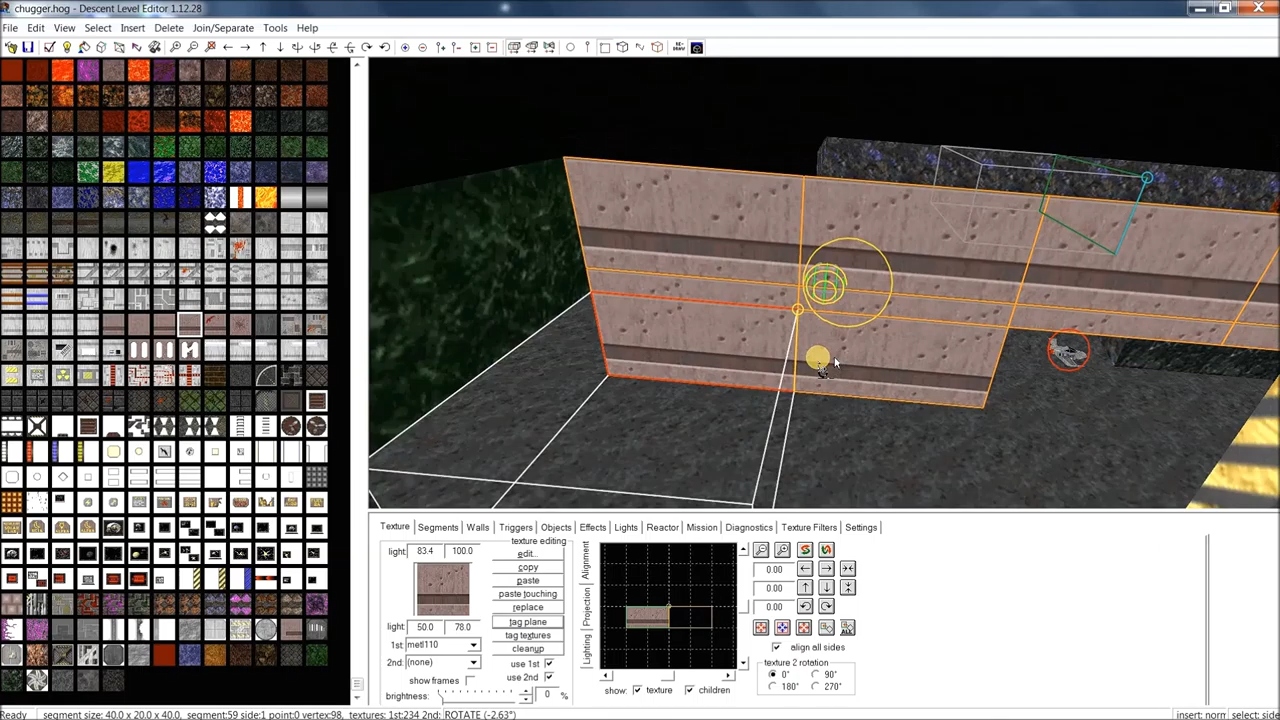 chugger.hog - Descent Level Editor 1.12.28
File Edit View Select Insert Delete Join/Separate Tools Help
Texture Segments Walls Triggers Objects Effects Lights Reactor Mission Diagnostics Texture Filters Settings
light: 83.4 100.0
texture editing
edit..
copy
paste
paste touching
replace
tag plane
tag textures
cleanup
light: 50.0 78.0
1st: metl110
2nd: (none)
use 1st
use 2nd
show frames
brightness: 0 %
Alignment
Projection
Lighting
show: texture children
0.00
0.00
0.00
ALL
align all sides
texture 2 rotation
0° 90°
180° 270°
Ready segment size: 40.0 x 20.0 x 40.0, segment:59 side:1 point:0 vertex:98, textures: 1st:234 2nd: ROTATE (-2.63°) insert: norn select: side